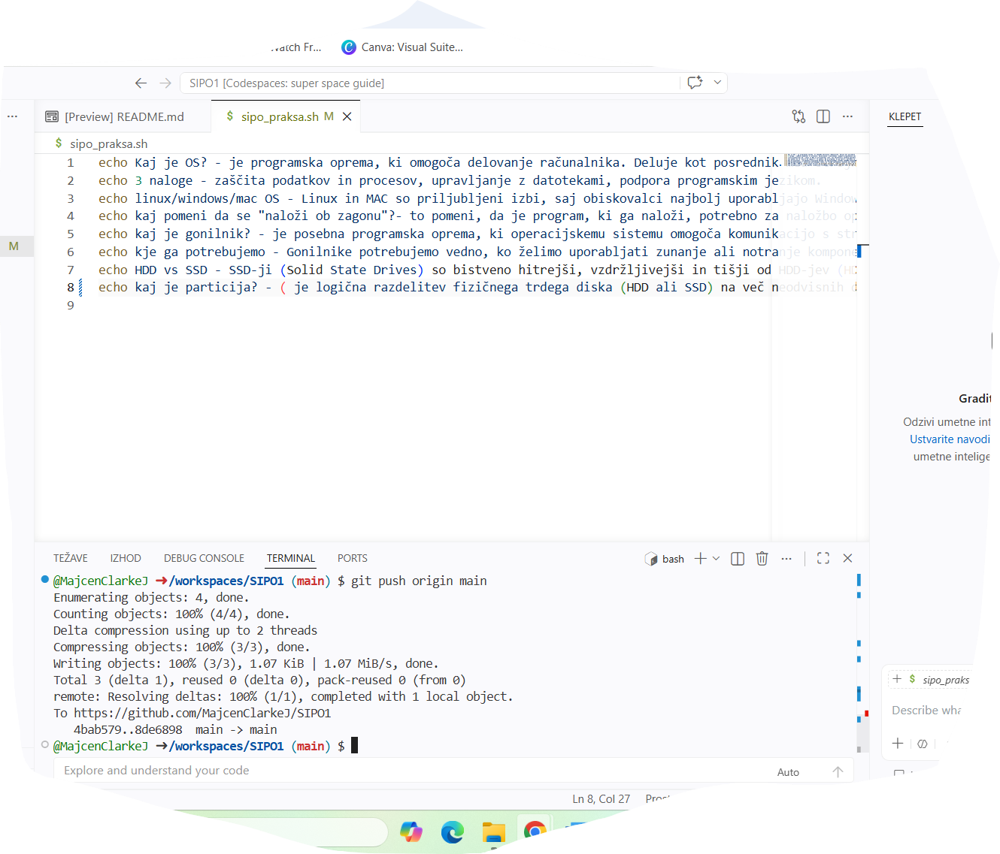 Watch Fr...
Canva: Visual Suite...
SIPO1 [Codespaces: super space guide]
[Preview] README.md
$ sipo_praksa.sh M
KLEPET
$ sipo_praksa.sh
1 echo Kaj je OS? - je programska oprema, ki omogoča delovanje računalnika. Deluje kot posrednik.
2 echo 3 naloge - zaščita podatkov in procesov, upravljanje z datotekami, podpora programskim jezikom.
3 echo linux/windows/mac OS - Linux in MAC so priljubljeni izbi, saj obiskovalci najbolj uporabljajo Window
4 echo kaj pomeni da se "naloži ob zagonu"?- to pomeni, da je program, ki ga naloži, potrebno za naložbo op
5 echo kaj je gonilnik? - je posebna programska oprema, ki operacijskemu sistemu omogoča komunikacijo s str
M
6 echo kje ga potrebujemo - Gonilnike potrebujemo vedno, ko želimo uporabljati zunanje ali notranje kompone
7 echo HDD vs SSD - SSD-ji (Solid State Drives) so bistveno hitrejši, vzdržljivejši in tišji od HDD-jev (HD
8 echo kaj je particija? - ( je logična razdelitev fizičnega trdega diska (HDD ali SSD) na več neodvisnih d
9
Gradit
Odzivi umetne int
Ustvarite navodi
umetne intelige
TEŽAVE IZHOD DEBUG CONSOLE TERMINAL PORTS
bash
@MajcenClarkeJ ➜/workspaces/SIPO1 (main) $ git push origin main
Enumerating objects: 4, done.
Counting objects: 100% (4/4), done.
Delta compression using up to 2 threads
Compressing objects: 100% (3/3), done.
Writing objects: 100% (3/3), 1.07 KiB | 1.07 MiB/s, done.
Total 3 (delta 1), reused 0 (delta 0), pack-reused 0 (from 0)
remote: Resolving deltas: 100% (1/1), completed with 1 local object.
To https://github.com/MajcenClarkeJ/SIPO1
4bab579..8de6898 main -> main
@MajcenClarkeJ ➜/workspaces/SIPO1 (main) $
$ sipo_praks
Describe wha
Explore and understand your code
Auto
Ln 8, Col 27